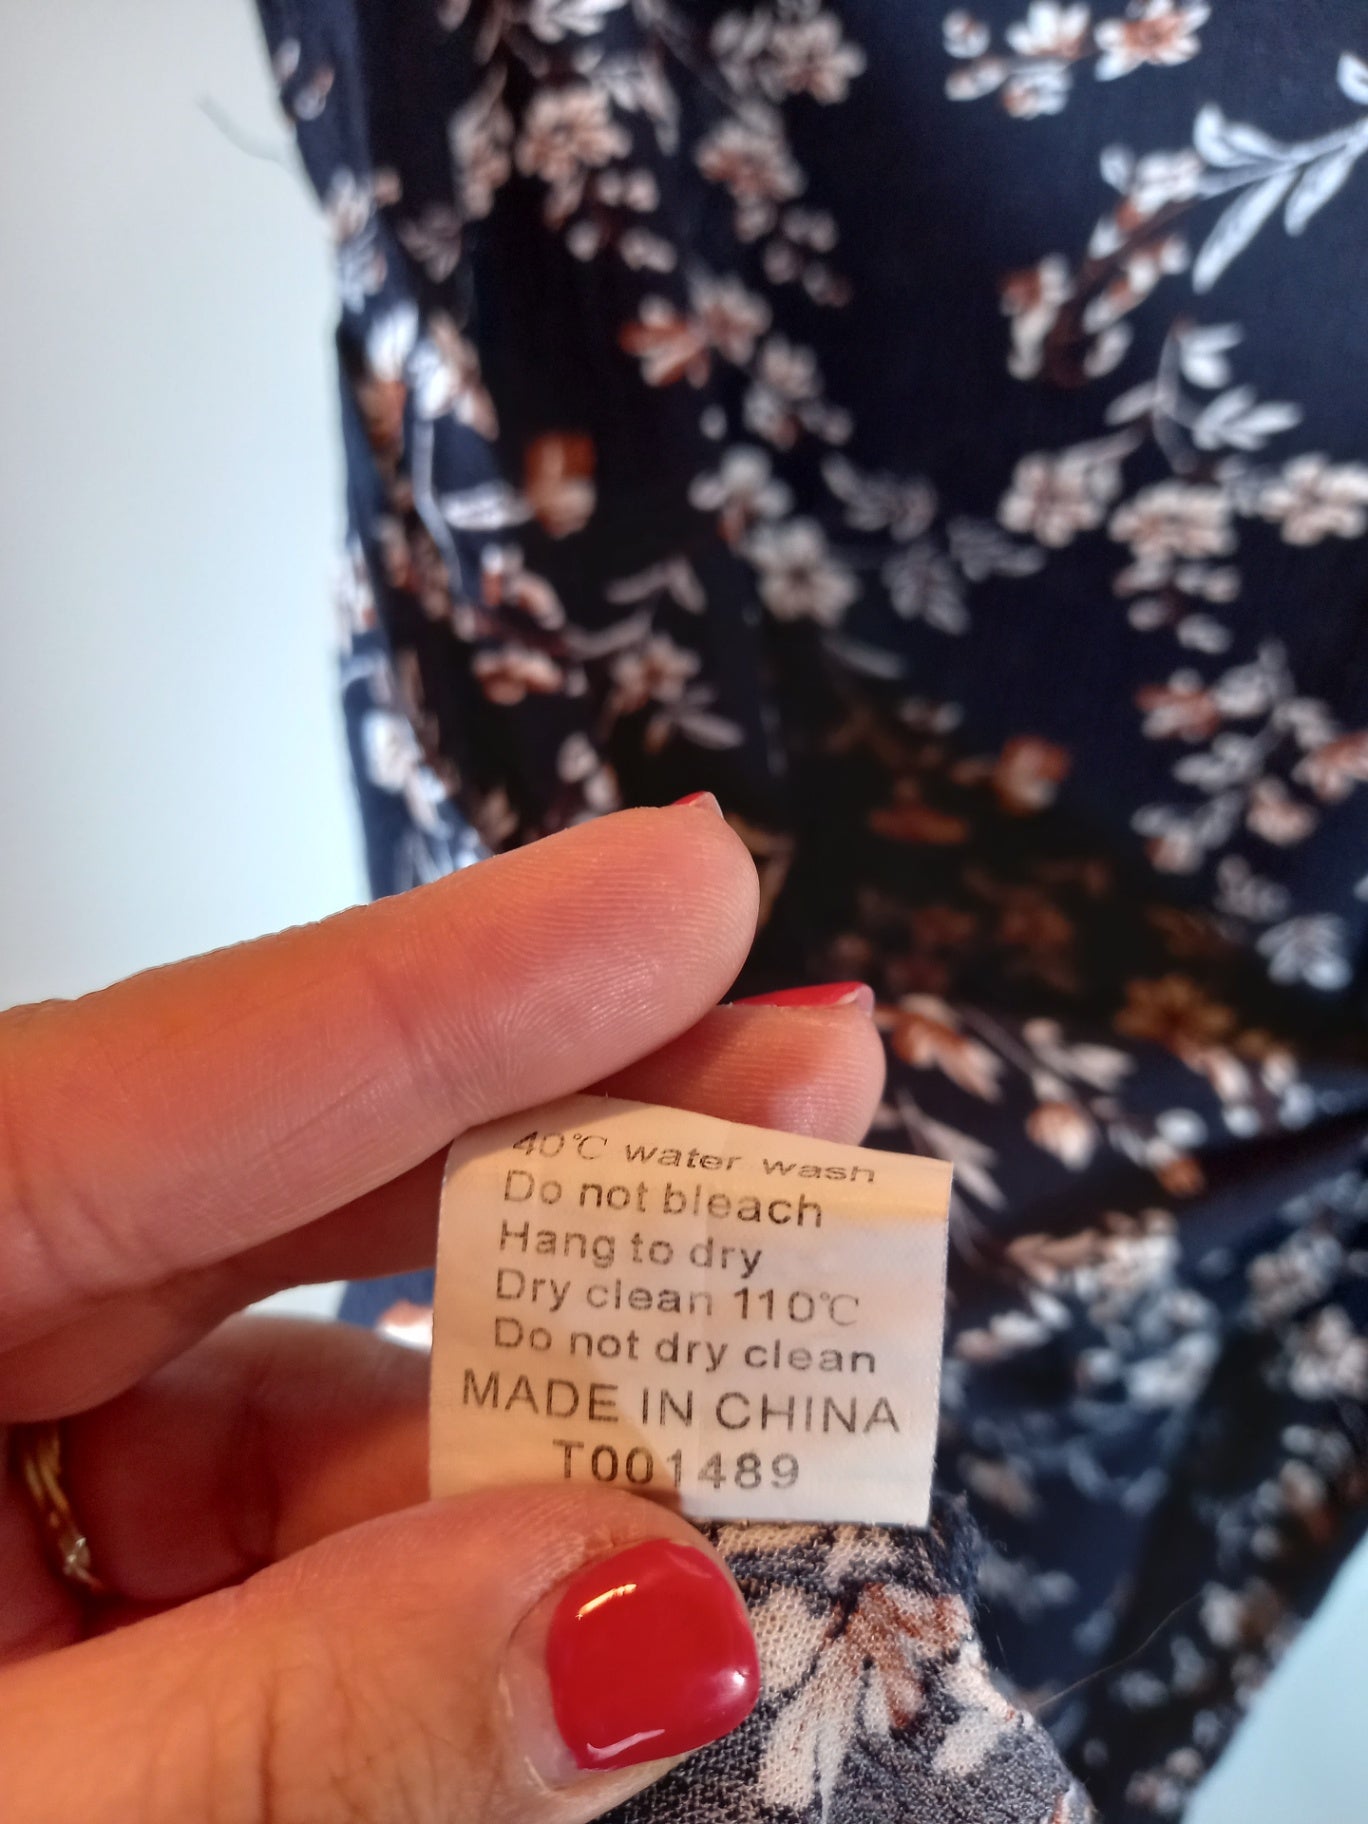 40℃ water wash
Do not bleach
Hang to dry
Dry clean 110℃
Do not dry clean
MADE IN CHINA
T001489